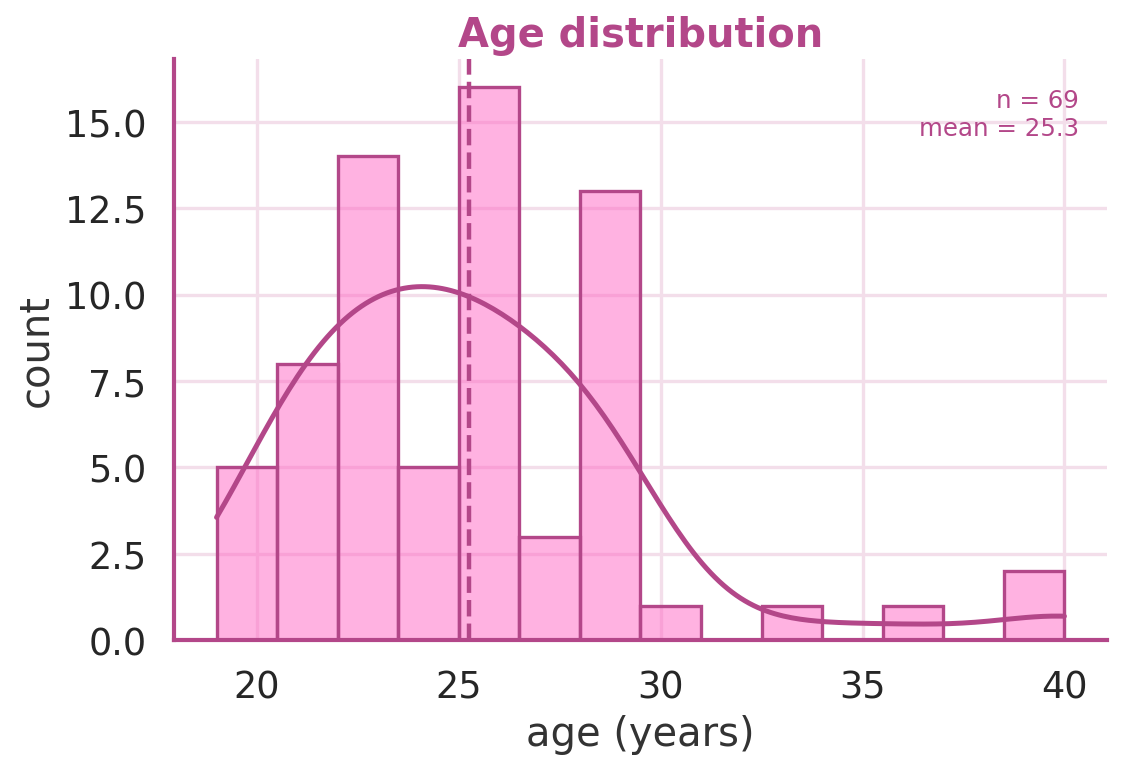 Age distribution
n = 69
mean = 25.3
15.0
12.5
10.0
7.5
5.0
2.5
0.0
count
20 25 30 35 40
age (years)